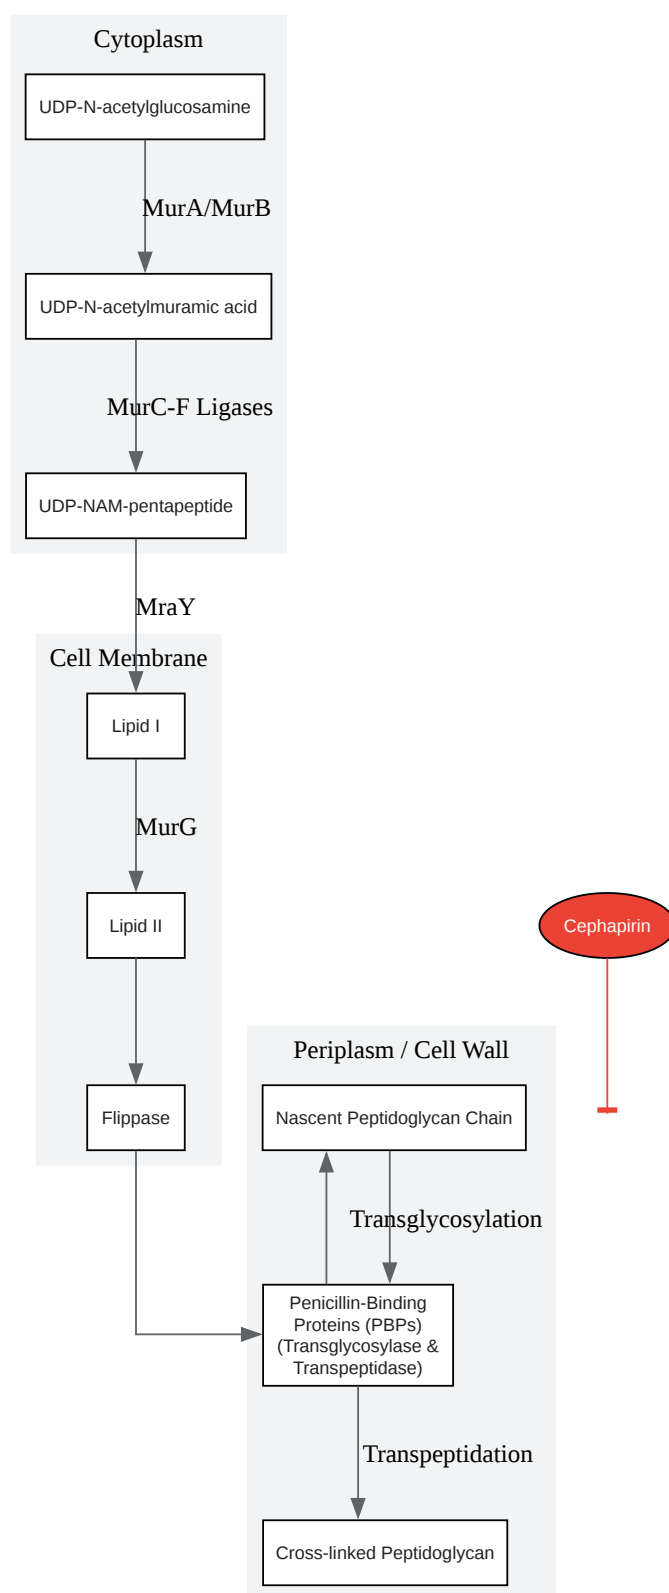 Cytoplasm
UDP-N-acetylglucosamine
MurA/MurB
UDP-N-acetylmuramic acid
MurC-F Ligases
UDP-NAM-pentapeptide
MraY
Cell Membrane
Lipid I
MurG
Lipid II
Cephapirin
Periplasm / Cell Wall
Flippase
Nascent Peptidoglycan Chain
Transglycosylation
Penicillin-Binding
Proteins (PBPs)
(Transglycosylase &
Transpeptidase)
Transpeptidation
Cross-linked Peptidoglycan